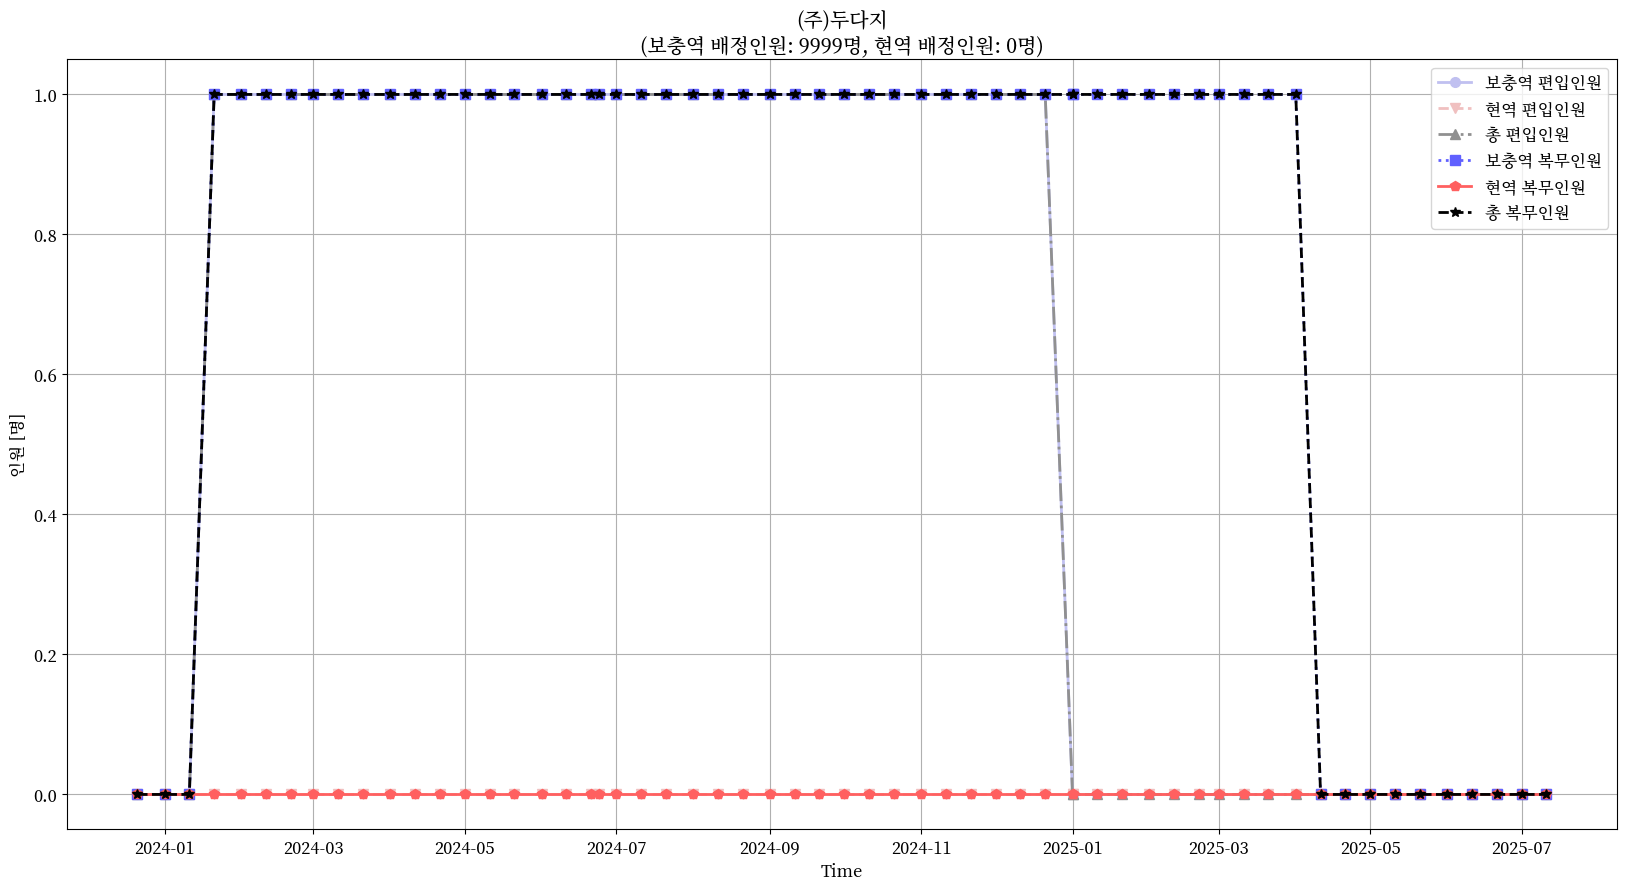 (주)두다지
(보충역 배정인원: 9999명, 현역 배정인원: 0명)
보충역 편입인원
현역 편입인원
총 편입인원
보충역 복무인원
현역 복무인원
총 복무인원
1.0
0.8
0.6
0.4
0.2
0.0
인원 [명]
2024-01
2024-03
2024-05
2024-07
2024-09
2024-11
2025-01
2025-03
2025-05
2025-07
Time